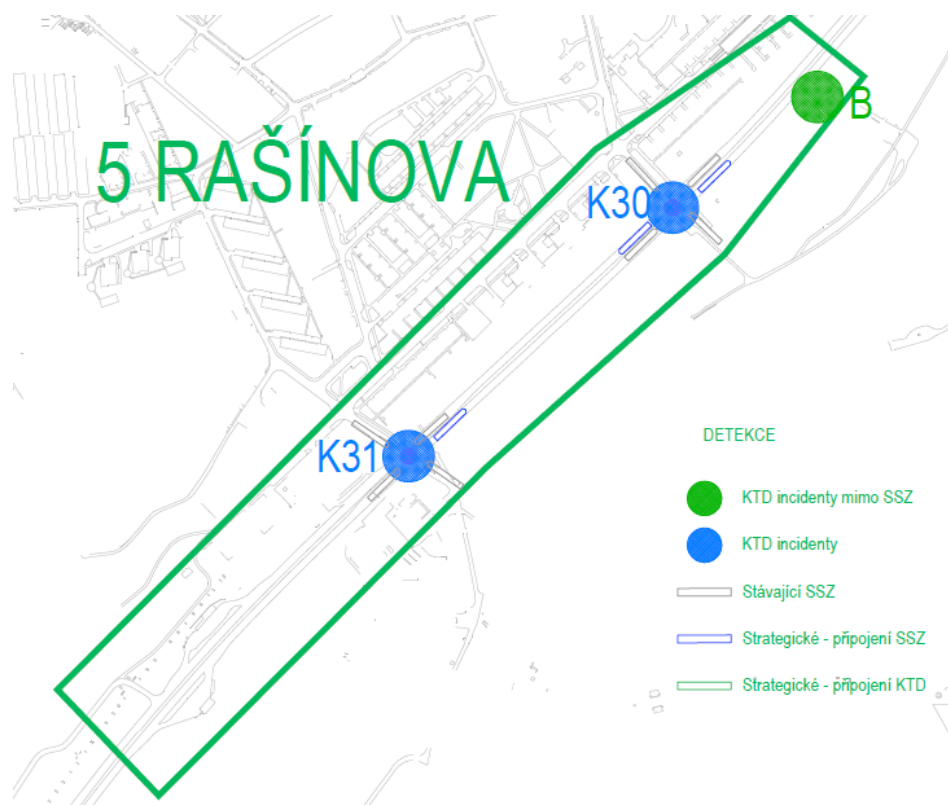 5 RAŠÍNOVA
B
K30
K31
DETEKCE
KTD incidenty mimo SSZ
KTD incidenty
Stávající SSZ
Strategické - připojení SSZ
Strategické - připojení KTD